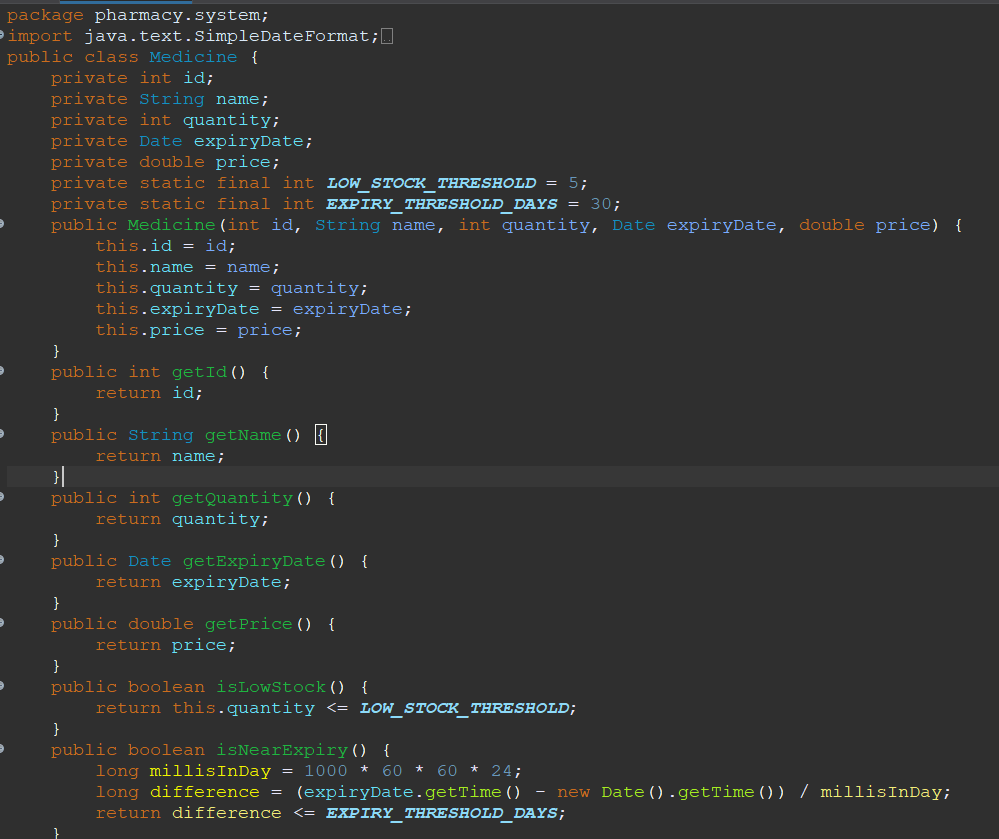 package pharmacy.system;
import java.text.SimpleDateFormat;
public class Medicine {
    private int id;
    private String name;
    private int quantity;
    private Date expiryDate;
    private double price;
    private static final int LOW_STOCK_THRESHOLD = 5;
    private static final int EXPIRY_THRESHOLD_DAYS = 30;
    public Medicine(int id, String name, int quantity, Date expiryDate, double price) {
        this.id = id;
        this.name = name;
        this.quantity = quantity;
        this.expiryDate = expiryDate;
        this.price = price;
    }
    public int getId() {
        return id;
    }
    public String getName() {
        return name;
    }
    public int getQuantity() {
        return quantity;
    }
    public Date getExpiryDate() {
        return expiryDate;
    }
    public double getPrice() {
        return price;
    }
    public boolean isLowStock() {
        return this.quantity <= LOW_STOCK_THRESHOLD;
    }
    public boolean isNearExpiry() {
        long millisInDay = 1000 * 60 * 60 * 24;
        long difference = (expiryDate.getTime() - new Date().getTime()) / millisInDay;
        return difference <= EXPIRY_THRESHOLD_DAYS;
    }